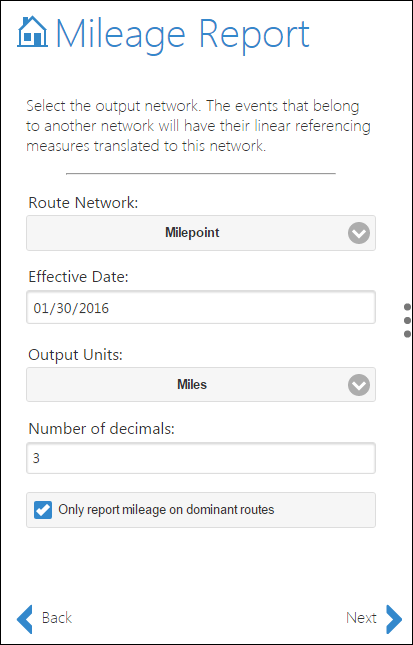 Mileage Report
Select the output network. The events that belong
to another network will have their linear referencing
measures translated to this network.
Route Network:
Milepoint
Effective Date:
01/30/2016
Output Units:
Miles
Number of decimals:
3
Only report mileage on dominant routes
Back Next